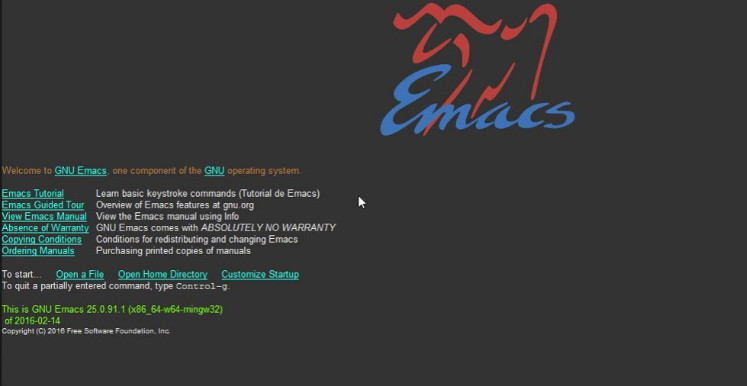 Emacs
Welcome to GNU Emacs, one component of the GNU operating system.
Emacs Tutorial Learn basic keystroke commands (Tutorial de Emacs)
Emacs Guided Tour Overview of Emacs features at gnu.org
View Emacs Manual View the Emacs manual using Info
Absence of Warranty GNU Emacs comes with ABSOLUTELY NO WARRANTY
Copying Conditions Conditions for redistributing and changing Emacs
Ordering Manuals Purchasing printed copies of manuals
To start... Open a File Open Home Directory Customize Startup
To quit a partially entered command, type Control-g.
This is GNU Emacs 25.0.91.1 (x86_64-w64-mingw32)
of 2016-02-14
Copyright (C) 2016 Free Software Foundation, Inc.